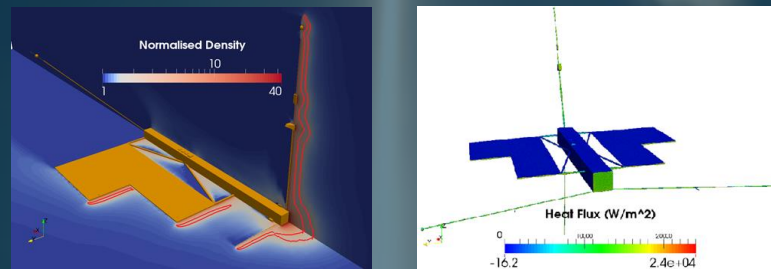 Normalised Density
10
1
40
Heat Flux (W/m^2)
0
-16.2
2.4e+04